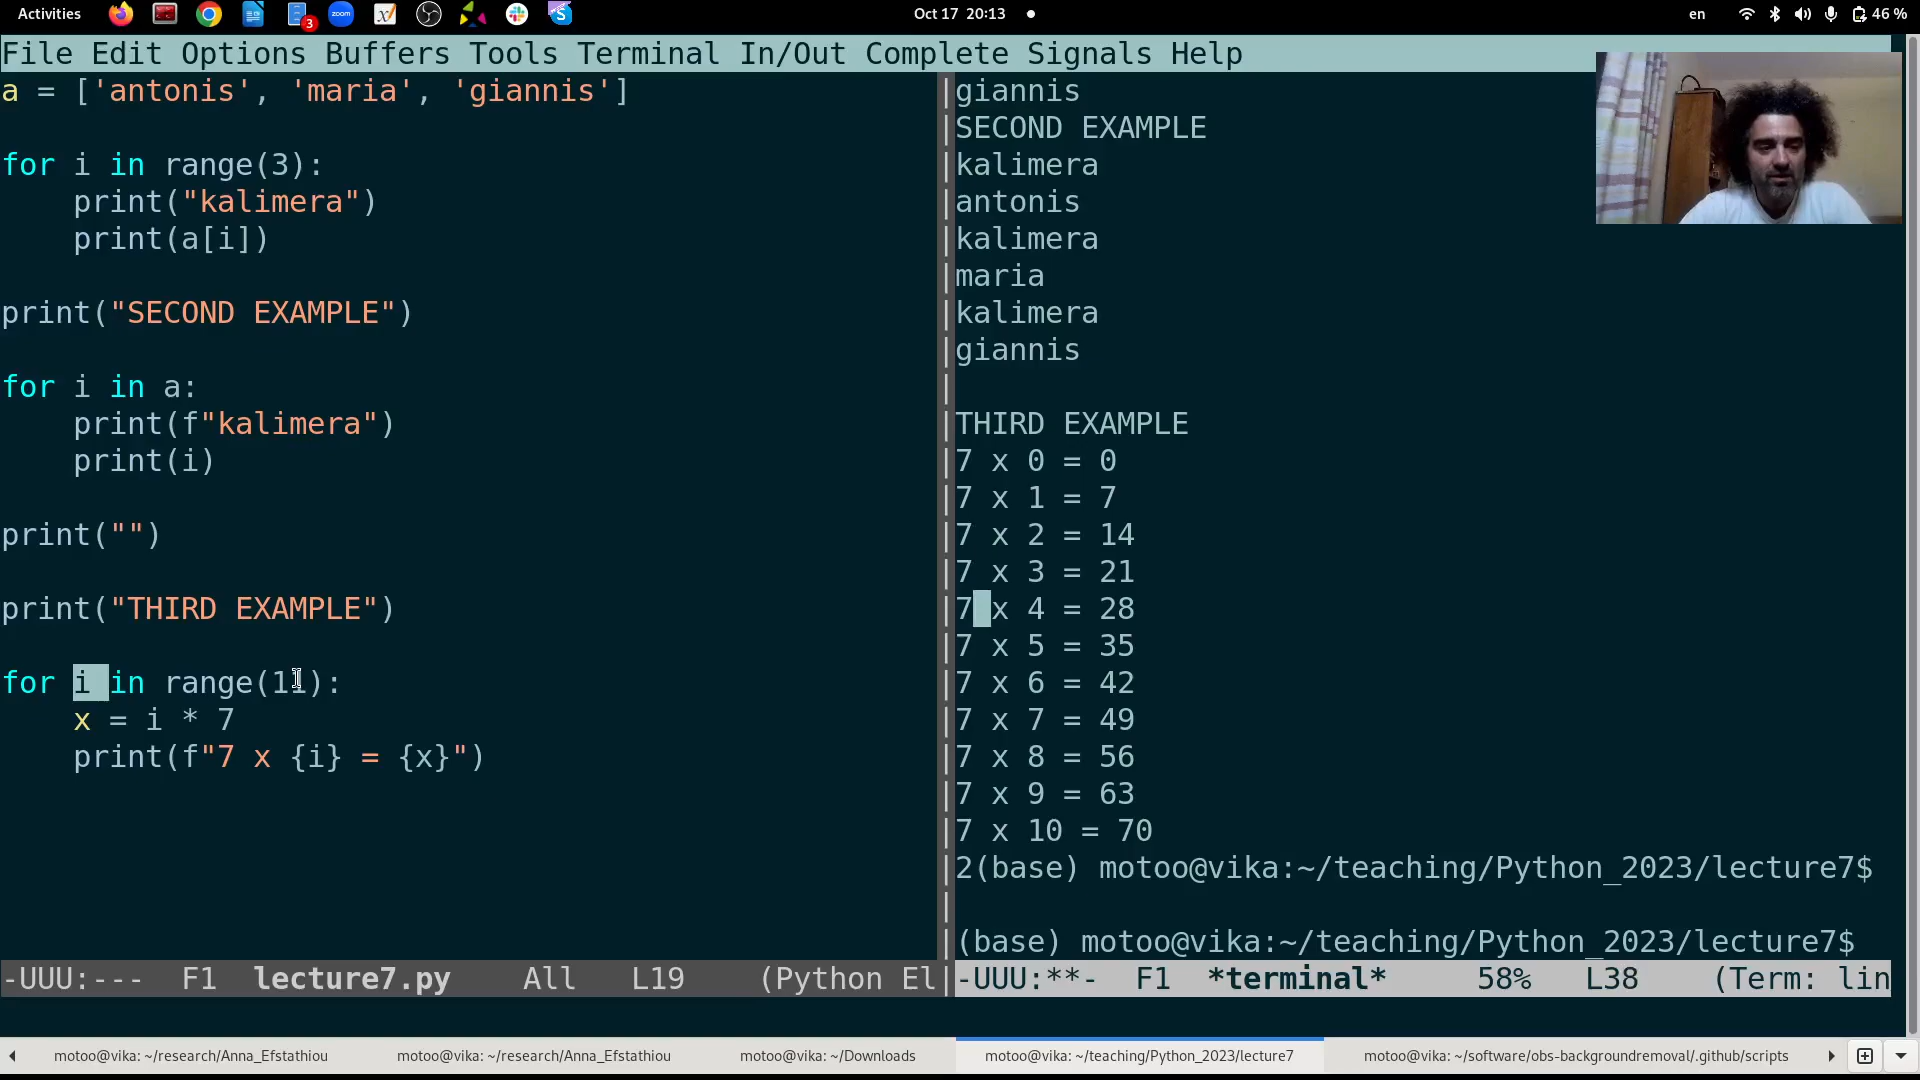 Activities
3
zoom
Oct 17 20:13
en
46 %
File Edit Options Buffers Tools Terminal In/Out Complete Signals Help
a = ['antonis', 'maria', 'giannis']
for i in range(3):
print("kalimera")
print(a[i])
print("SECOND EXAMPLE")
for i in a:
print(f"kalimera")
print(i)
print("")
print("THIRD EXAMPLE")
for i in range(11):
x = i * 7
print(f"7 x {i} = {x}")
-UUU:--- F1 lecture7.py All L19 (Python El
giannis
SECOND EXAMPLE
kalimera
antonis
kalimera
maria
kalimera
giannis
THIRD EXAMPLE
7 x 0 = 0
7 x 1 = 7
7 x 2 = 14
7 x 3 = 21
7 x 4 = 28
7 x 5 = 35
7 x 6 = 42
7 x 7 = 49
7 x 8 = 56
7 x 9 = 63
7 x 10 = 70
2(base) motoo@vika:~/teaching/Python_2023/lecture7$
(base) motoo@vika:~/teaching/Python_2023/lecture7$
-UUU:**- F1 *terminal* 58% L38 (Term: lin
motoo@vika: ~/research/Anna_Efstathiou
motoo@vika: ~/research/Anna_Efstathiou
motoo@vika: ~/Downloads
motoo@vika: ~/teaching/Python_2023/lecture7
motoo@vika: ~/software/obs-backgroundremoval/.github/scripts